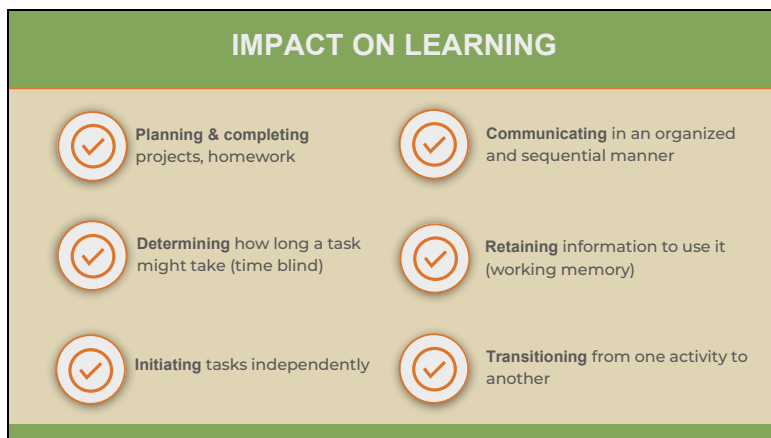 IMPACT ON LEARNING
Planning & completing
projects, homework
Determining how long a task
might take (time blind)
Initiating tasks independently
Communicating in an organized
and sequential manner
Retaining information to use it
(working memory)
Transitioning from one activity to
another